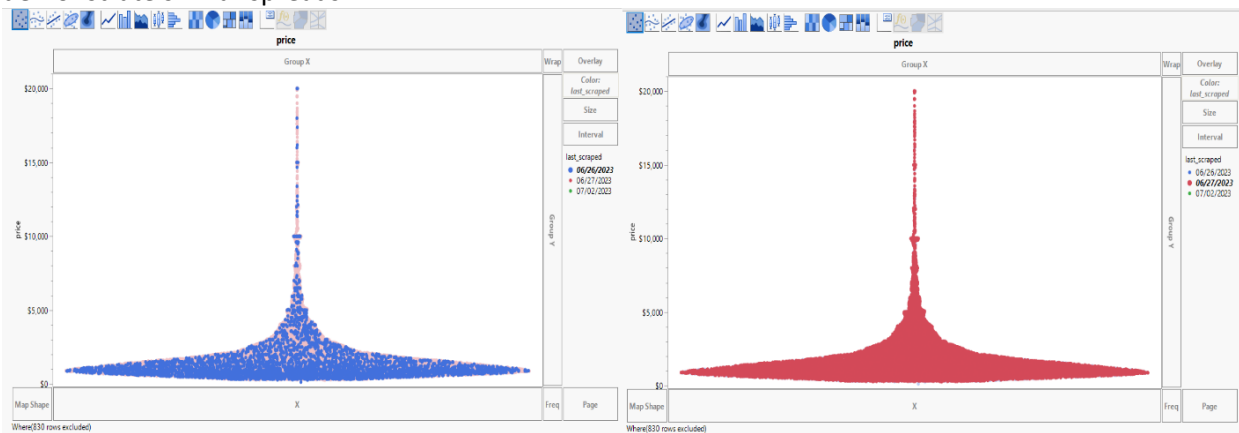 price
Group X
Wrap
Overlay
Color:
last_scraped
Size
Interval
last_scraped
06/26/2023
06/27/2023
07/02/2023
$20,000
$15,000
$10,000
$5,000
$0
price
Group Y
Map Shape
X
Freq
Page
Where(830 rows excluded)
price
Group X
Wrap
Overlay
Color:
last_scraped
Size
Interval
last_scraped
06/26/2023
06/27/2023
07/02/2023
$20,000
$15,000
$10,000
$5,000
$0
price
Group Y
Map Shape
X
Freq
Page
Where(830 rows excluded)